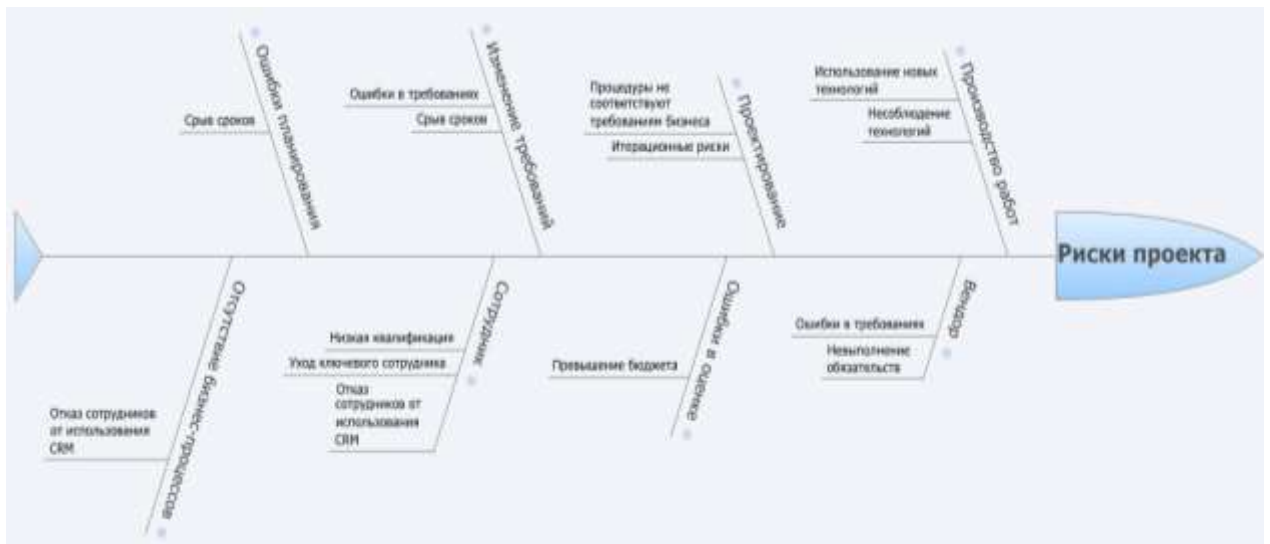 Ошибки планирования
Срыв сроков
Изменение требований
Ошибки в требованиях
Срыв сроков
Проектирование
Процедуры не
соответствуют
требованиям бизнеса
Итерационные риски
Производство работ
Использование новых
технологий
Несоблюдение
технологий
Риски проекта
Отсутствие бизнес-процессов
Отказ сотрудников
от использования
CRM
Сотрудник
Низкая квалификация
Уход ключевого сотрудника
Отказ
сотрудников от
использования
CRM
Ошибки в оценке
Превышение бюджета
Вендор
Ошибки в требованиях
Невыполнение
обязательств